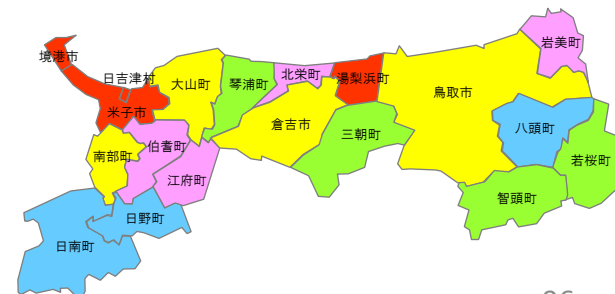 境港市
日吉津村
米子市
大山町
琴浦町
北栄町
湯梨浜町
鳥取市
岩美町
倉吉市
三朝町
八頭町
若桜町
智頭町
南部町
伯耆町
江府町
日野町
日南町